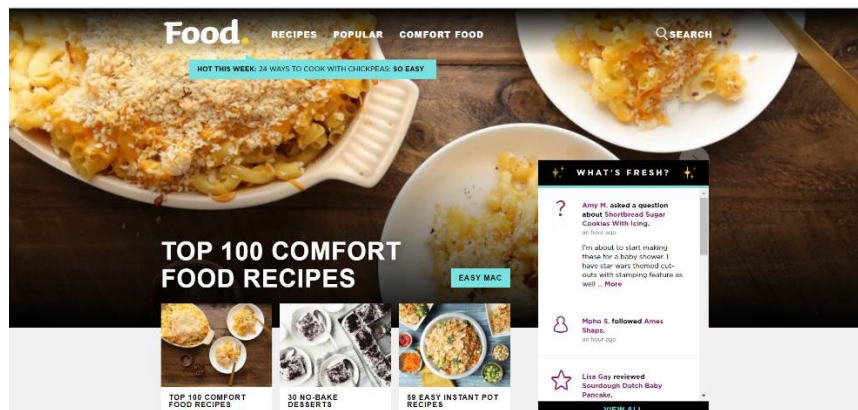 Food.
RECIPES POPULAR COMFORT FOOD
SEARCH
HOT THIS WEEK: 24 WAYS TO COOK WITH CHICKPEAS: SO EASY
TOP 100 COMFORT
FOOD RECIPES
EASY MAC
TOP 100 COMFORT
FOOD RECIPES
30 NO-BAKE
DESSERTS
59 EASY INSTANT POT
RECIPES
WHAT'S FRESH?
?
Amy M. asked a question
about Shortbread Sugar
Cookies With Icing.
an hour ago
I'm about to start making
these for a baby shower. I
have star wars themed cut-
outs with stamping feature as
well ... More
Mpho S. followed Ames
Shaps.
an hour ago
Lisa Gay reviewed
Sourdough Dutch Baby
Pancake.
VIEW ALL